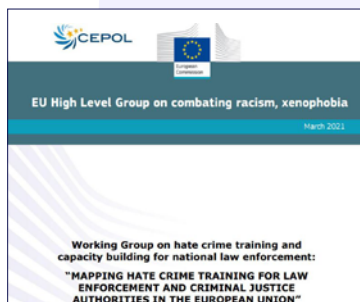 CEPOL
European
Commission
EU High Level Group on combating racism, xenophobia
March 2021
Working Group on hate crime training and
capacity building for national law enforcement:
"MAPPING HATE CRIME TRAINING FOR LAW
ENFORCEMENT AND CRIMINAL JUSTICE
AUTHORITIES IN THE EUROPEAN UNION"